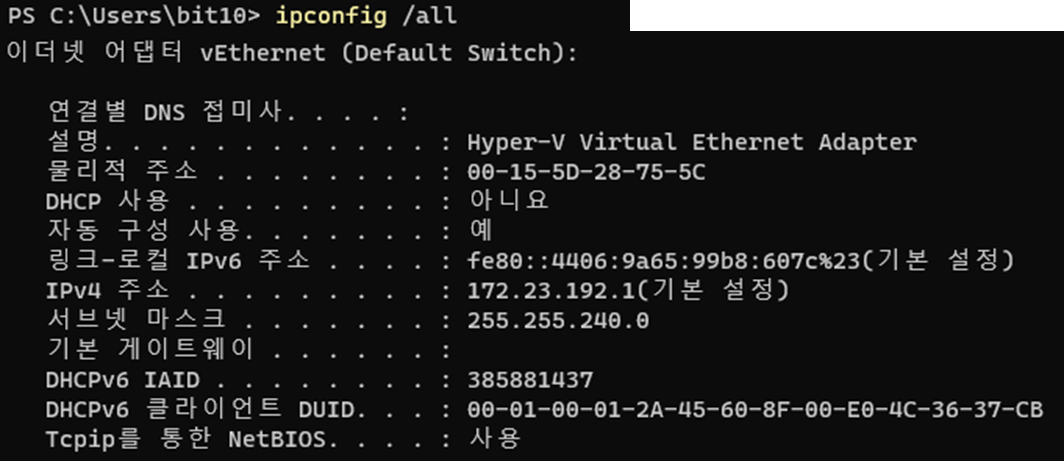 PS C:\Users\bit10> ipconfig /all
이더넷 어댑터 vEthernet (Default Switch):
연결별 DNS 접미사. . . . :
설명. . . . . . . . . . . . : Hyper-V Virtual Ethernet Adapter
물리적 주소 . . . . . . . . : 00-15-5D-28-75-5C
DHCP 사용 . . . . . . . . . : 아니요
자동 구성 사용. . . . . . . : 예
링크-로컬 IPv6 주소 . . . . : fe80::4406:9a65:99b8:607c%23(기본 설정)
IPv4 주소 . . . . . . . . . : 172.23.192.1(기본 설정)
서브넷 마스크 . . . . . . . : 255.255.240.0
기본 게이트웨이 . . . . . . :
DHCPv6 IAID . . . . . . . . : 385881437
DHCPv6 클라이언트 DUID. . . : 00-01-00-01-2A-45-60-8F-00-E0-4C-36-37-CB
Tcpip를 통한 NetBIOS. . . . : 사용